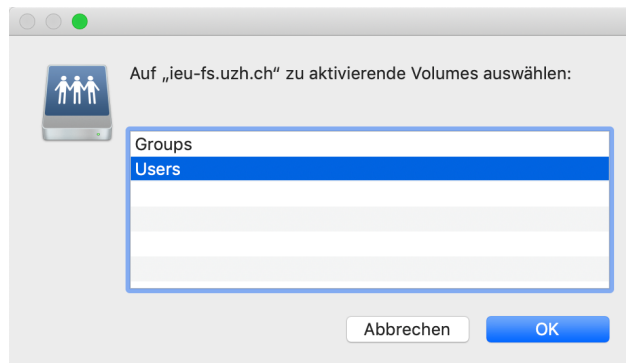 Auf „ieu-fs.uzh.ch“ zu aktivierende Volumes auswählen:
Groups
Users
Abbrechen
OK